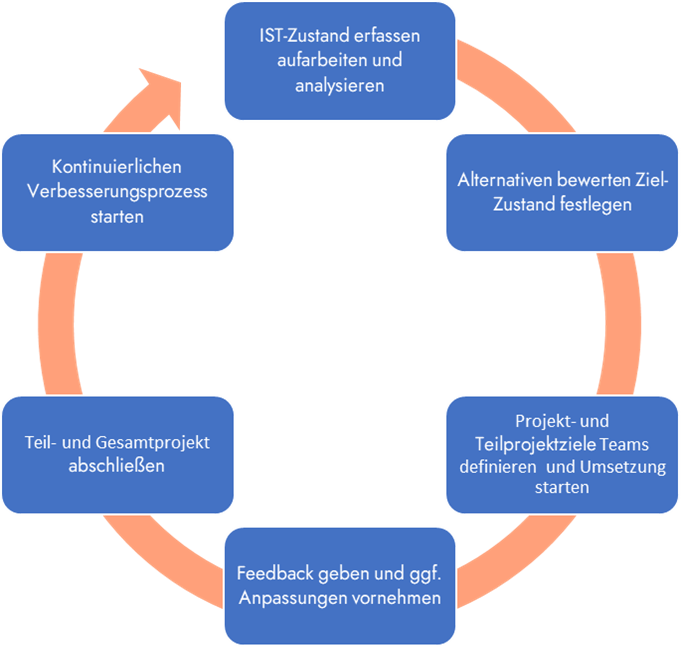 IST-Zustand erfassen
aufarbeiten und
analysieren
Alternativen bewerten Ziel-
Zustand festlegen
Projekt- und
Teilprojektziele Teams
definieren  und Umsetzung
starten
Feedback geben und ggf.
Anpassungen vornehmen
Teil- und Gesamtprojekt
abschließen
Kontinuierlichen
Verbesserungsprozess
starten